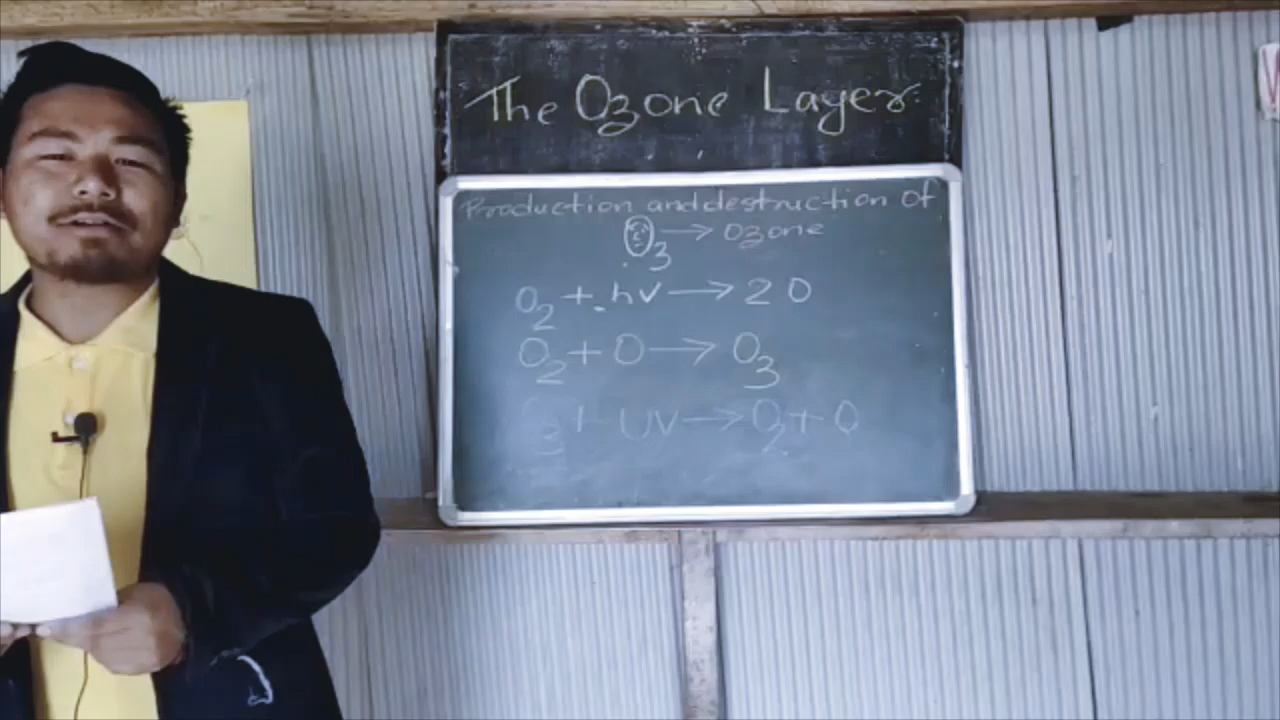 The Ozone Layer
Production and destruction of
O3 → Ozone
O2 + hv → 2 O
O2 + O → O3
O3 + UV → O2 + O